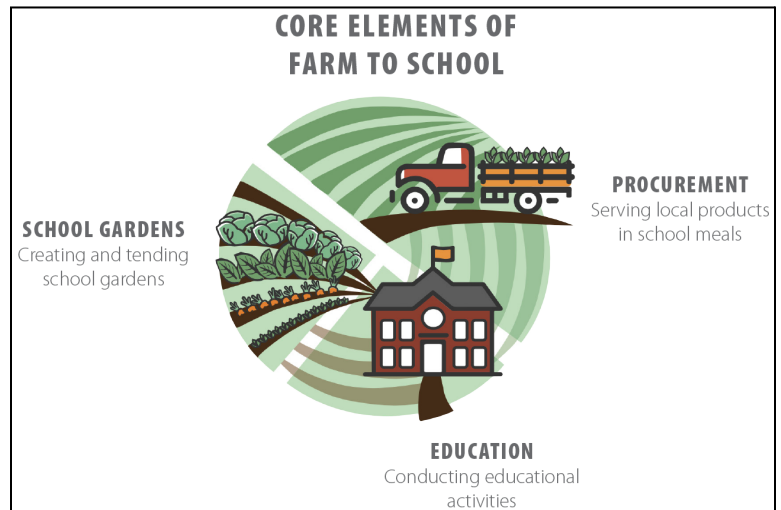 CORE ELEMENTS OF
FARM TO SCHOOL
PROCUREMENT
Serving local products
in school meals
SCHOOL GARDENS
Creating and tending
school gardens
EDUCATION
Conducting educational
activities